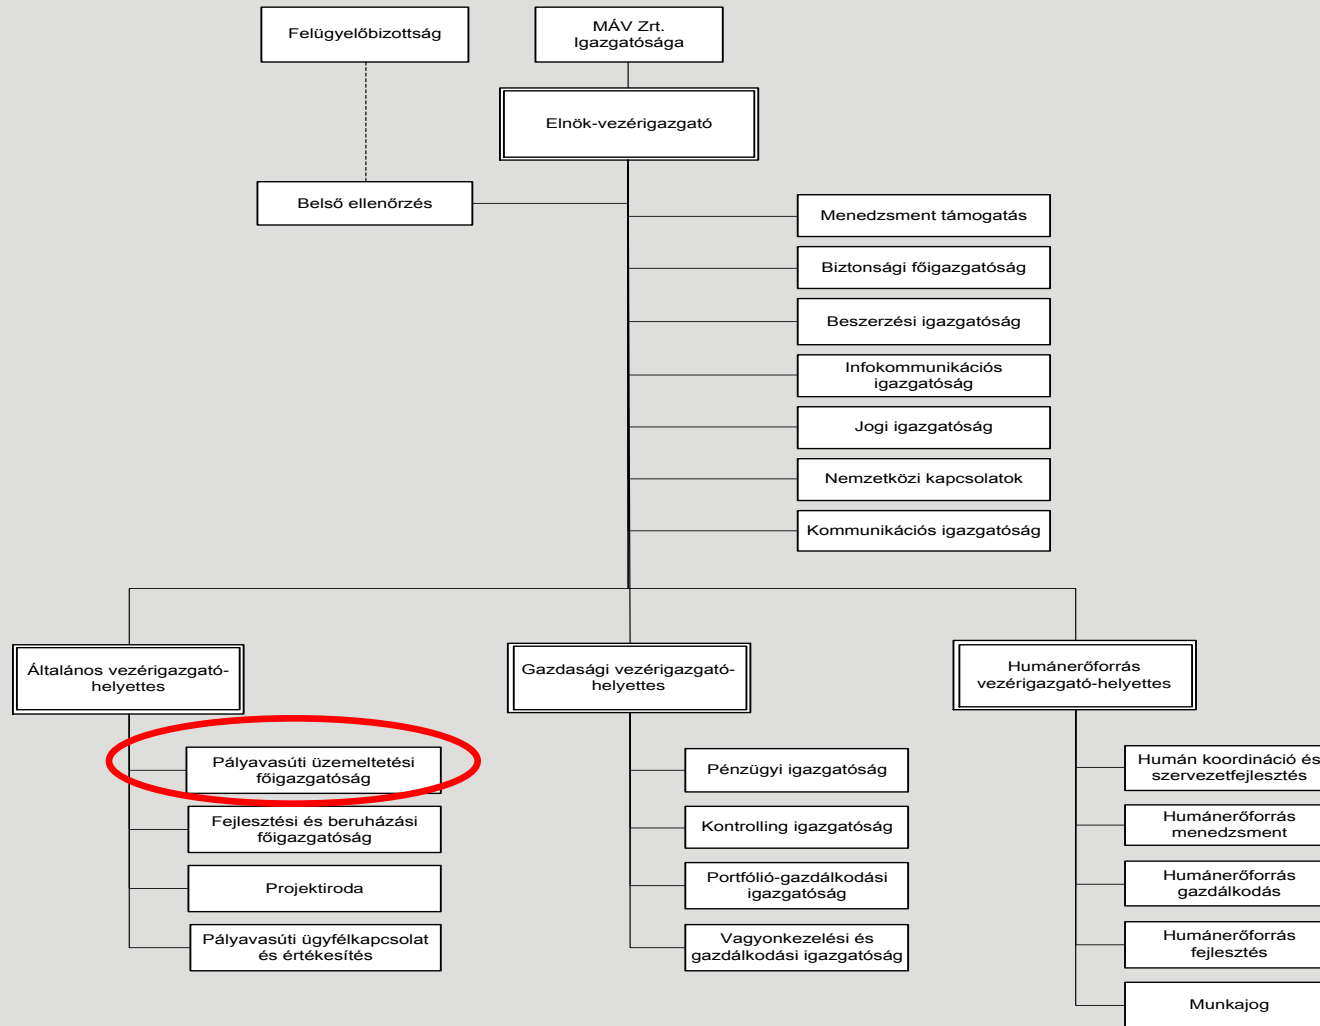 Felügyelőbizottság
MÁV Zrt.
Igazgatósága
Elnök-vezérigazgató
Belső ellenőrzés
Menedzsment támogatás
Biztonsági főigazgatóság
Beszerzési igazgatóság
Infokommunikációs
igazgatóság
Jogi igazgatóság
Nemzetközi kapcsolatok
Kommunikációs igazgatóság
Általános vezérigazgató-
helyettes
Pályavasúti üzemeltetési
főigazgatóság
Fejlesztési és beruházási
főigazgatóság
Projektiroda
Pályavasúti ügyfélkapcsolat
és értékesítés
Gazdasági vezérigazgató-
helyettes
Pénzügyi igazgatóság
Kontrolling igazgatóság
Portfólió-gazdálkodási
igazgatóság
Vagyonkezelési és
gazdálkodási igazgatóság
Humánerőforrás
vezérigazgató-helyettes
Humán koordináció és
szervezetfejlesztés
Humánerőforrás
menedzsment
Humánerőforrás
gazdálkodás
Humánerőforrás
fejlesztés
Munkajog